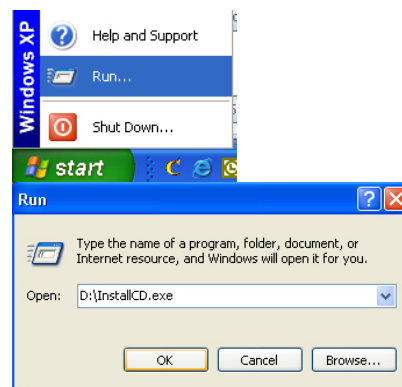 Windows XP
Help and Support
Run...
Shut Down...
start
Run
Type the name of a program, folder, document, or
Internet resource, and Windows will open it for you.
Open: D:\InstallCD.exe
OK Cancel Browse...